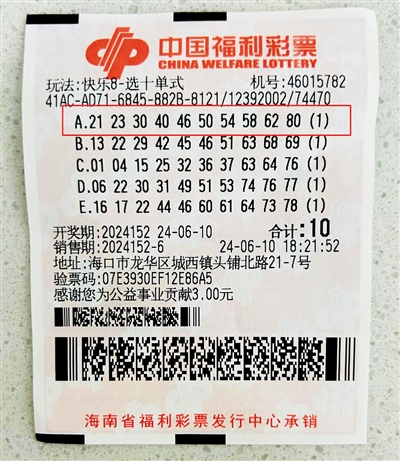 中国福利彩票
CHINA WELFARE LOTTERY
玩法:快乐8-选十单式 机号:46015782
41AC-AD71-6845-882B-8121/12392002/74470
A.21 23 30 40 46 50 54 58 62 80 (1)
B.13 22 29 42 45 46 51 63 68 69 (1)
C.01 04 15 25 32 36 37 63 64 76 (1)
D.06 22 30 31 49 51 53 74 76 77 (1)
E.16 17 22 44 46 60 61 64 73 78 (1)
开奖期:2024152 24-06-10 合计:10
销售期:2024152-6 24-06-10 18:21:52
地址:海口市龙华区城西镇头铺北路21-7号
验票码:07E3930EF12E86A5
感谢您为公益事业贡献3.00元
海南省福利彩票发行中心承销